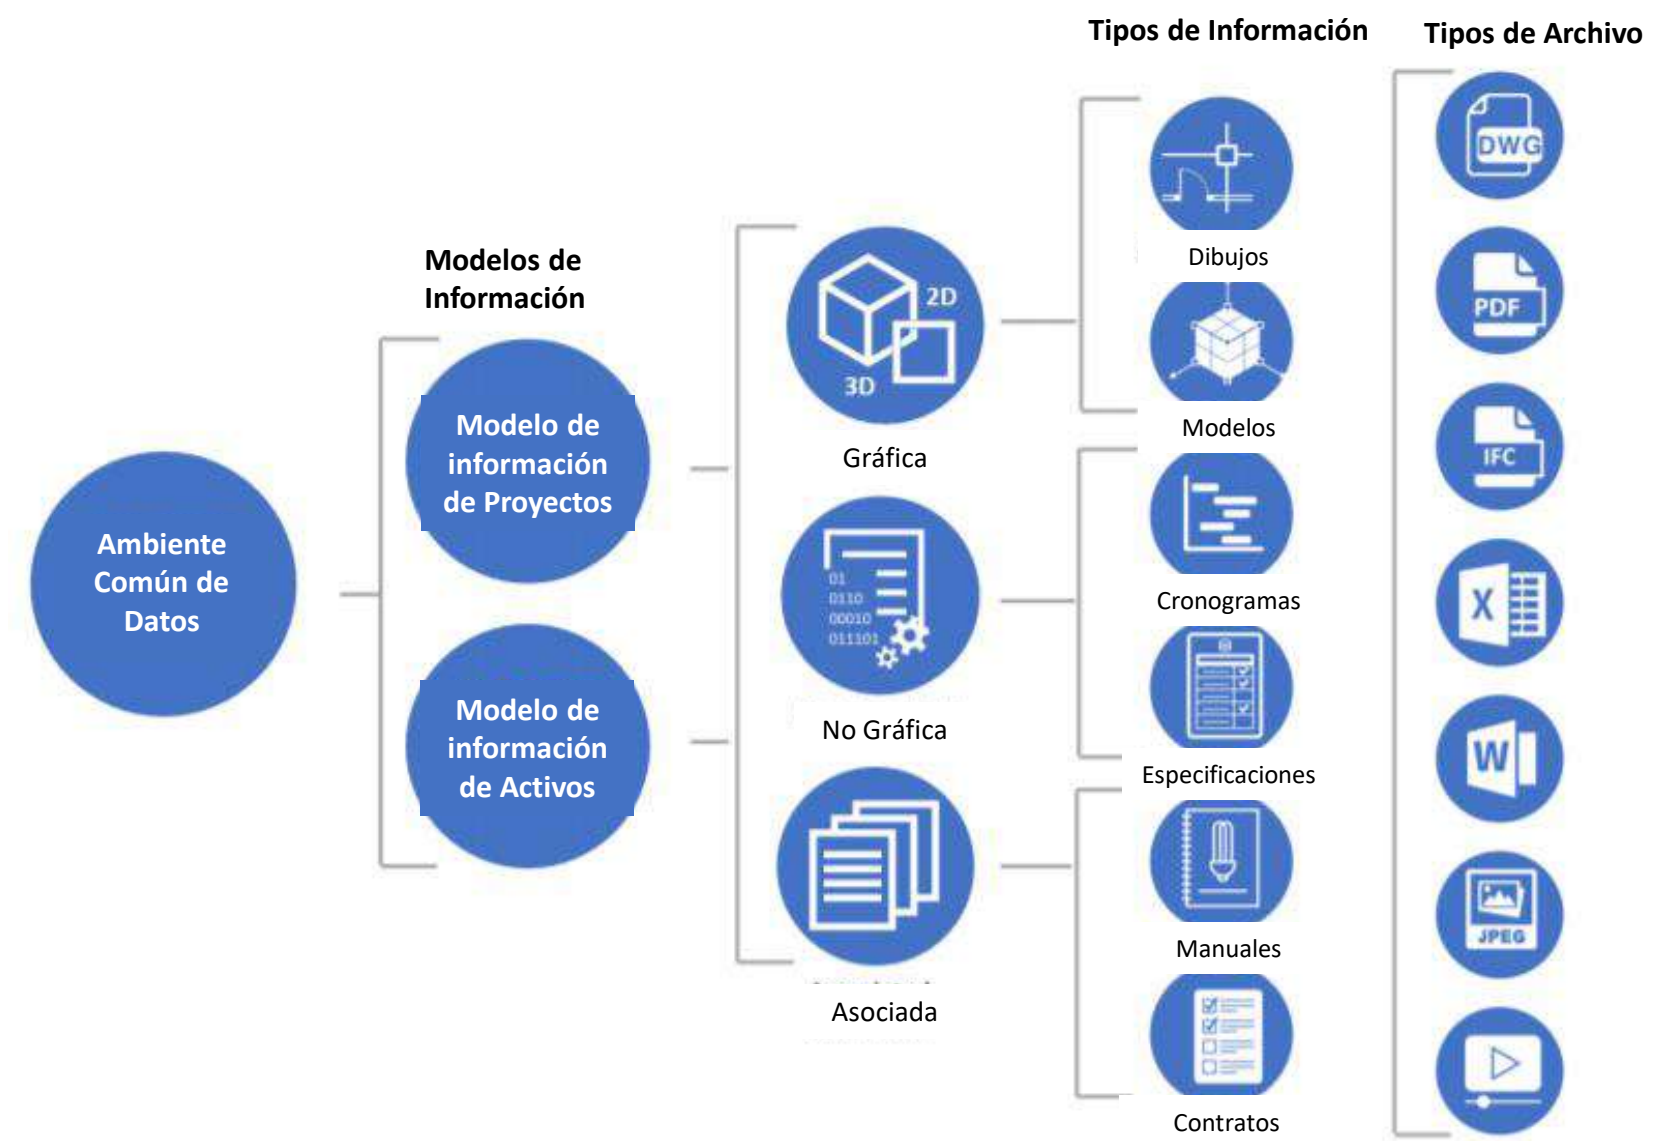 Tipos de Información
Tipos de Archivo
Modelos de
Información
Ambiente
Común de
Datos
Modelo de
información
de Proyectos
Modelo de
información
de Activos
2D
3D
Gráfica
01
0110
00010
011101
No Gráfica
Asociada
Dibujos
Modelos
Cronogramas
Especificaciones
Manuales
Contratos
DWG
PDF
IFC
X
W
JPEG